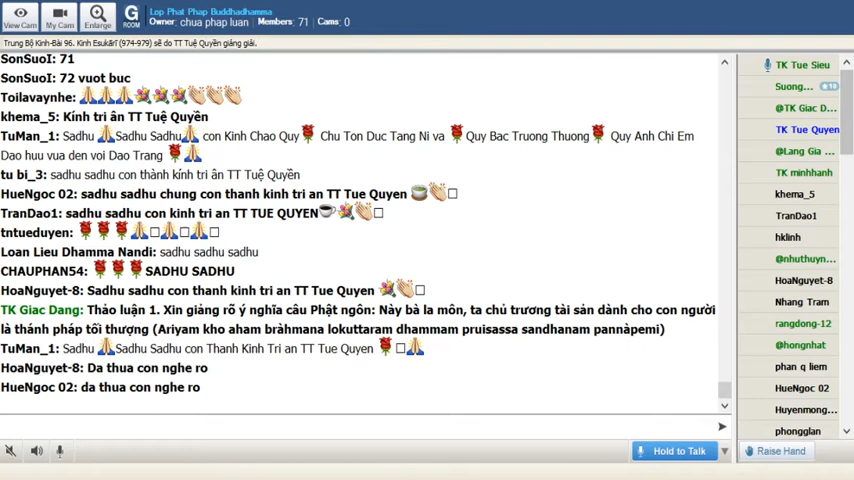 Lop Phat Phap Buddhadhamma
Owner: chua phap luan Members: 71 Cams: 0
View Cam My Cam Enlarge G ROOM
Trung Bộ Kinh-Bài 96. Kinh Esukārī (974-979) sẽ do TT Tuệ Quyền giảng giải.
SonSuoI: 71
SonSuoI: 72 vuot buc
Toilavaynhe: 🙏🙏🙏💐💐💐👏👏👏
khema_5: Kính tri ân TT Tuệ Quyền
TuMan_1: Sadhu 🙏Sadhu Sadhu🙏 con Kinh Chao Quy🌹 Chu Ton Duc Tang Ni va 🌹Quy Bac Truong Thuong🌹 Quy Anh Chi Em
Dao huu vua den voi Dao Trang 🌹🙏
tu bi_3: sadhu sadhu con thành kính tri ân TT Tuệ Quyền
HueNgoc 02: sadhu sadhu chung con thanh kinh tri an TT Tue Quyen 🍵👏□
TranDao1: sadhu sadhu con kinh tri an TT TUE QUYEN☕💐👏□
tntueduyen: 🌹🌹🌹🙏□🙏□🙏□
Loan Lieu Dhamma Nandi: sadhu sadhu sadhu
CHAUPHAN54: 🌹🌹🌹 SADHU SADHU
HoaNguyet-8: Sadhu sadhu con thanh kinh tri an TT Tue Quyen 💐👏□
TK Giac Dang: Thảo luận 1. Xin giảng rõ ý nghĩa câu Phật ngôn: Này bà la môn, ta chủ trương tài sản dành cho con người
là thánh pháp tối thượng (Ariyam kho aham bràhmana lokuttaram dhammam pruisassa sandhanam pannàpemi)
TuMan_1: Sadhu 🙏Sadhu Sadhu con Thanh Kinh Tri an TT Tue Quyen 🌹□🙏
HoaNguyet-8: Da thua con nghe ro
HueNgoc 02: da thua con nghe ro
Hold to Talk
TK Tue Sieu
Suong... ★18
@TK Giac D...
TK Tue Quyen
@Lang Gia ...
TK minhhanh
khema_5
TranDao1
hklinh
@nhuthuyn...
HoaNguyet-8
Nhang Tram
rangdong-12
@hongnhat
phan q liem
HueNgoc 02
Huyenmong...
phongglan
Raise Hand